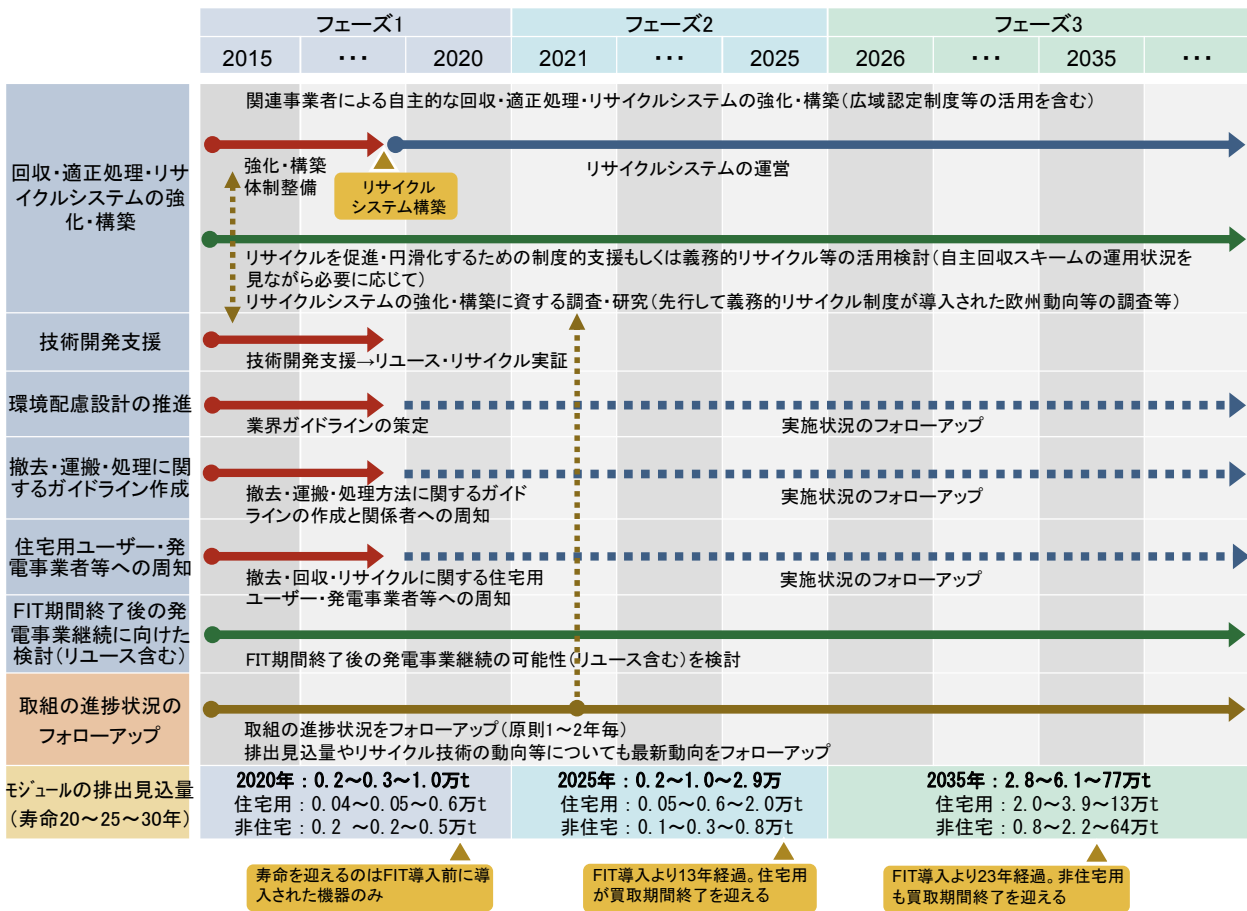 フェーズ1
フェーズ2
フェーズ3
2015
･･･
2020
2021
･･･
2025
2026
･･･
2035
･･･
回収･適正処理･リ
サイクルシステムの強
化･構築
関連事業者による自主的な回収･適正処理･リサイクルシステムの強化･構築(広域認定制度等の活用を含む)
強化･構築
体制整備
リサイクル
システム構築
リサイクルシステムの運営
リサイクルを促進･円滑化するための制度的支援もしくは義務的リサイクル等の活用検討(自主回収スキームの運用状況を
見ながら必要に応じて)
リサイクルシステムの強化･構築に資する調査･研究(先行して義務的リサイクル制度が導入された欧州動向等の調査等)
技術開発支援
技術開発支援→リユース･リサイクル実証
環境配慮設計の推進
業界ガイドラインの策定
実施状況のフォローアップ
撤去･運搬･処理に関
するガイドライン作成
撤去･運搬･処理方法に関するガイド
ラインの作成と関係者への周知
実施状況のフォローアップ
住宅用ユーザー･発
電事業者等への周知
撤去･回収･リサイクルに関する住宅用
ユーザー･発電事業者等への周知
実施状況のフォローアップ
FIT期間終了後の発
電事業継続に向けた
検討(リユース含む)
FIT期間終了後の発電事業継続の可能性(リユース含む)を検討
取組の進捗状況の
フォローアップ
取組の進捗状況をフォローアップ(原則1～2年毎)
排出見込量やリサイクル技術の動向等についても最新動向をフォローアップ
ﾓｼﾞｭｰﾙの排出見込量
(寿命20～25～30年)
2020年：0.2～0.3～1.0万t
住宅用：0.04～0.05～0.6万t
非住宅：0.2 ～0.2～0.5万t
2025年：0.2～1.0～2.9万
住宅用：0.05～0.6～2.0万t
非住宅：0.1～0.3～0.8万t
2035年：2.8～6.1～77万t
住宅用：2.0～3.9～13万t
非住宅：0.8～2.2～64万t
寿命を迎えるのはFIT導入前に導
入された機器のみ
FIT導入より13年経過。住宅用
が買取期間終了を迎える
FIT導入より23年経過。非住宅用
も買取期間終了を迎える